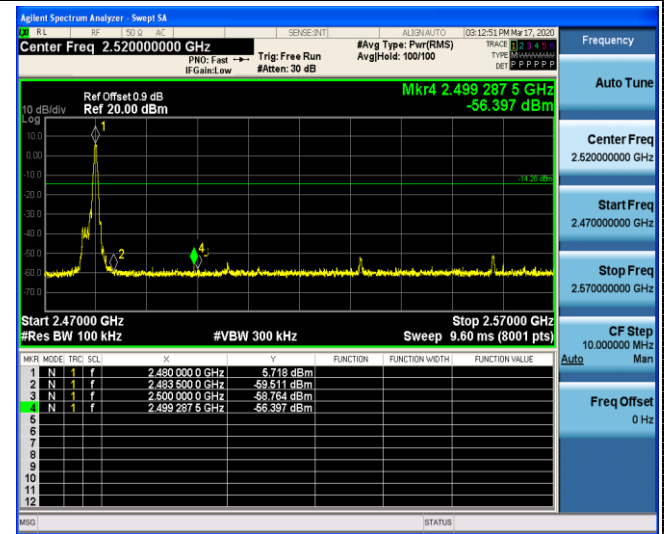 Agilent Spectrum Analyzer - Swept SA
RL RF 50 Ω AC SENSE:INT ALIGN AUTO 03:12:51 PM Mar 17, 2020
Center Freq 2.520000000 GHz
PNO: Fast
IFGain:Low
Trig: Free Run
#Atten: 30 dB
#Avg Type: Pwr(RMS)
Avg|Hold: 100/100
TRACE 1 2 3 4 5 6
TYPE
DET P P P P P P
Mkr4 2.499 287 5 GHz
-56.397 dBm
Ref Offset 0.9 dB
10 dB/div Ref 20.00 dBm
Log
10.0
0.00
-10.0
-20.0
-30.0
-40.0
-50.0
-60.0
-70.0
-14.28 dBm
1
2
4
Start 2.47000 GHz Stop 2.57000 GHz
#Res BW 100 kHz #VBW 300 kHz Sweep 9.60 ms (8001 pts)
MKR MODE TRC SCL X Y FUNCTION FUNCTION WIDTH FUNCTION VALUE
1 N 1 f 2.480 000 0 GHz 5.718 dBm
2 N 1 f 2.483 500 0 GHz -59.511 dBm
3 N 1 f 2.500 000 0 GHz -58.764 dBm
4 N 1 f 2.499 287 5 GHz -56.397 dBm
5
6
7
8
9
10
11
12
MSG STATUS
Frequency
Auto Tune
Center Freq
2.520000000 GHz
Start Freq
2.470000000 GHz
Stop Freq
2.570000000 GHz
CF Step
10.000000 MHz
Auto Man
Freq Offset
0 Hz